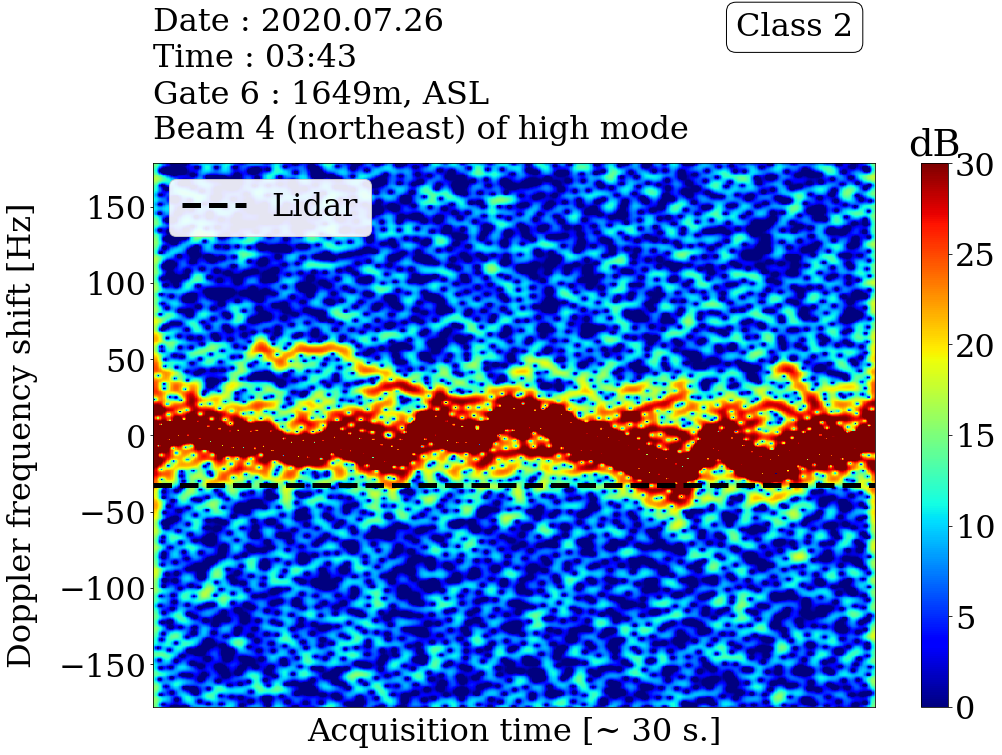 Date : 2020.07.26
Time : 03:43
Gate 6 : 1649m, ASL
Beam 4 (northeast) of high mode
Class 2
dB
Lidar
Doppler frequency shift [Hz]
150
100
50
0
−50
−100
−150
30
25
20
15
10
5
0
Acquisition time [~ 30 s.]